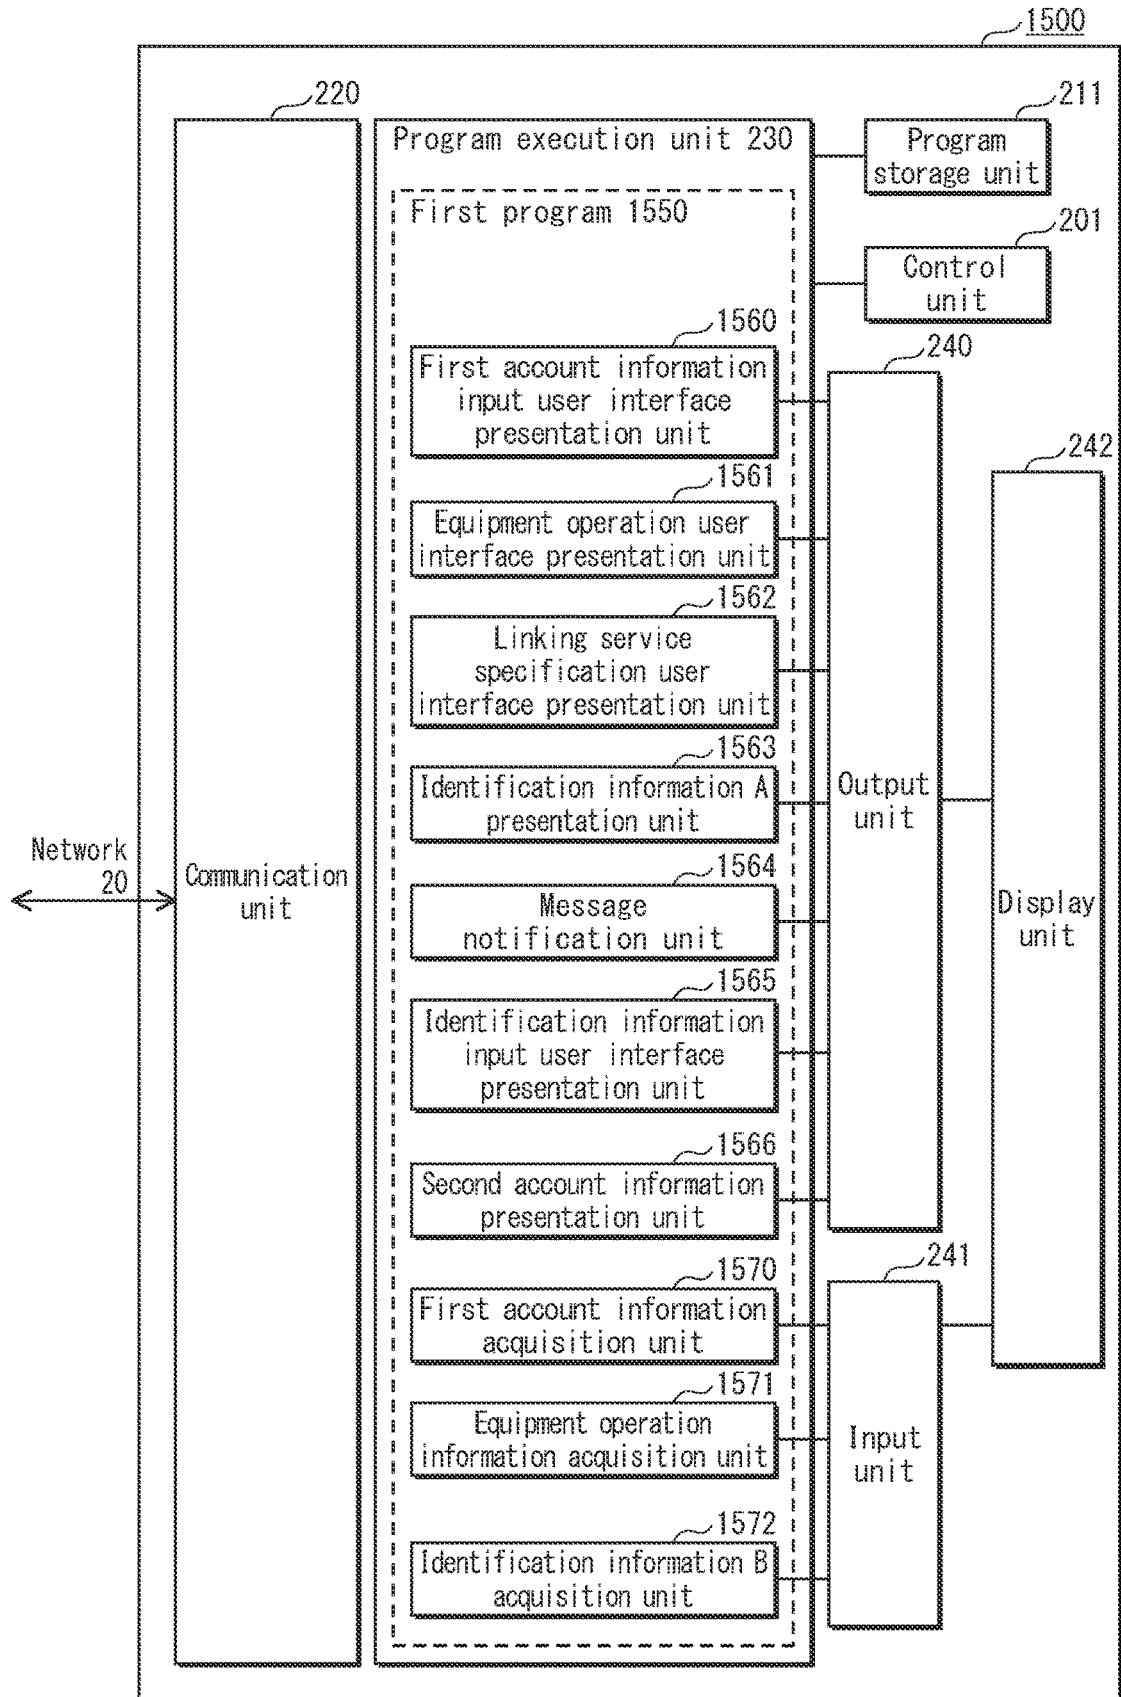 1500
220
211
Program execution unit 230
Program
storage unit
First program 1550
201
Control
unit
1560
240
First account information
input user interface
presentation unit
242
1561
Equipment operation user
interface presentation unit
1562
Linking service
specification user
interface presentation unit
1563
Identification information A
presentation unit
Output
unit
Network
20
Communication
unit
1564
Message
notification unit
Display
unit
1565
Identification information
input user interface
presentation unit
1566
Second account information
presentation unit
241
1570
First account information
acquisition unit
1571
Equipment operation
information acquisition unit
Input
unit
1572
Identification information B
acquisition unit